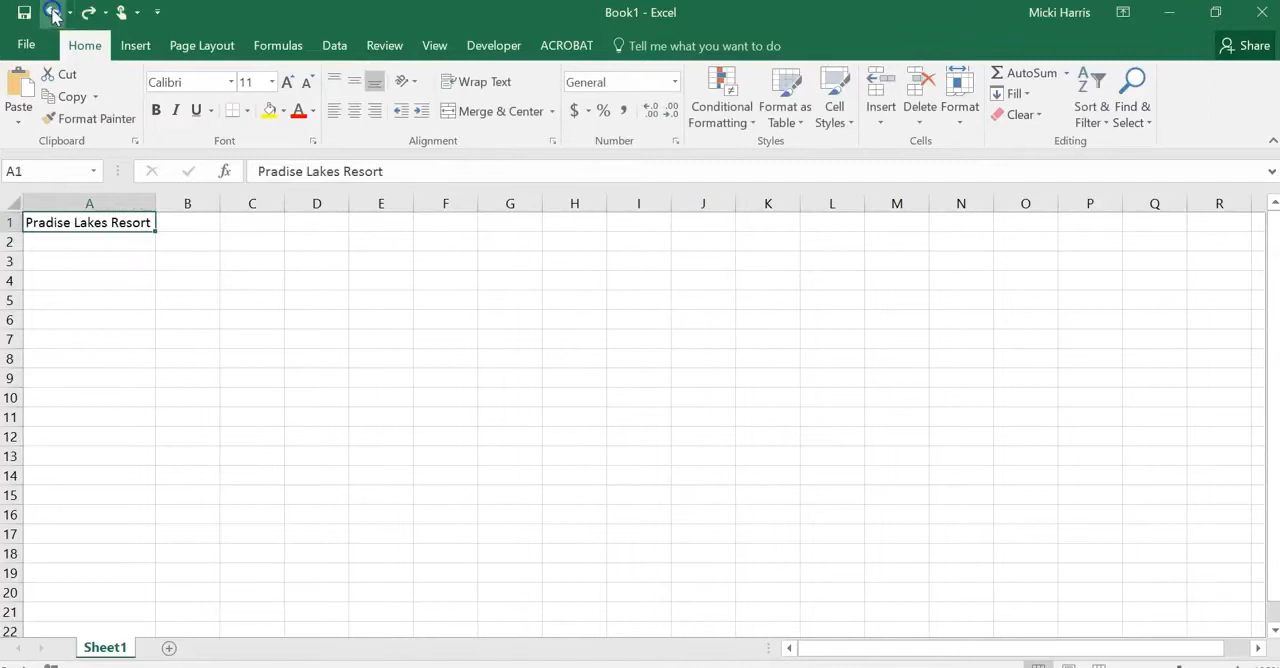 Book1 - Excel
Micki Harris
File Home Insert Page Layout Formulas Data Review View Developer ACROBAT Tell me what you want to do Share
Cut
Copy
Format Painter
Paste
Clipboard
Calibri 11
B I U
Font
Wrap Text
Merge & Center
Alignment
General
$ % ,
Number
Conditional Formatting
Format as Table
Cell Styles
Styles
Insert Delete Format
Cells
AutoSum
Fill
Clear
Sort & Filter
Find & Select
Editing
A1 fx Pradise Lakes Resort
A B C D E F G H I J K L M N O P Q R
1 Pradise Lakes Resort
2
3
4
5
6
7
8
9
10
11
12
13
14
15
16
17
18
19
20
21
22
Sheet1